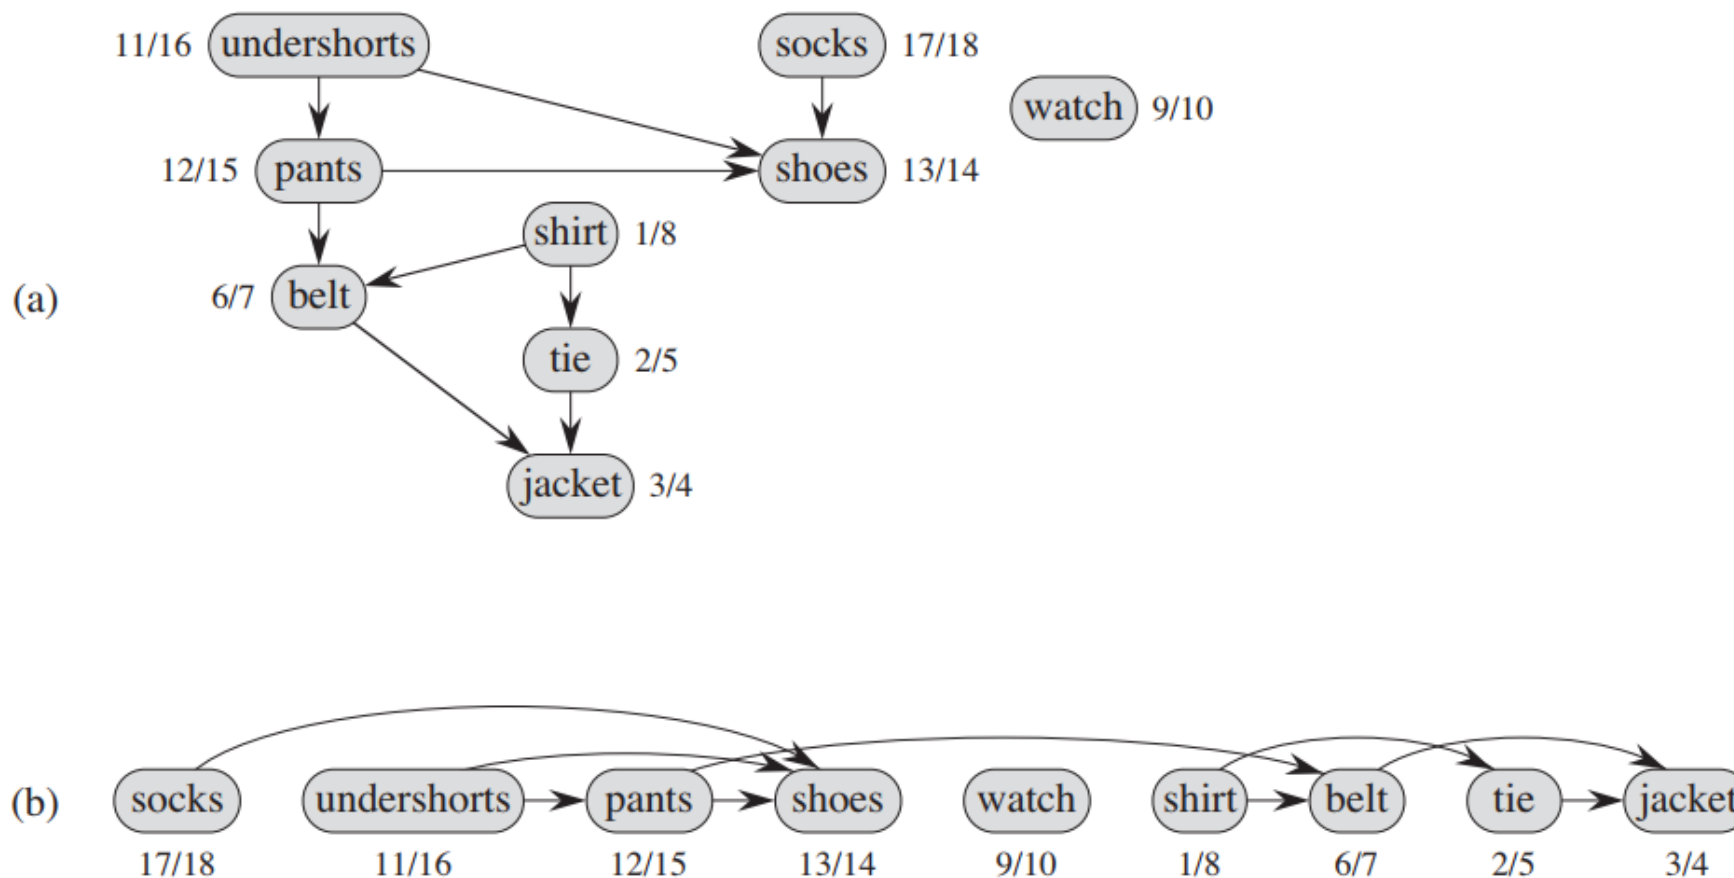 11/16 undershorts socks 17/18
watch 9/10
12/15 pants shoes 13/14
shirt 1/8
(a) 6/7 belt
tie 2/5
jacket 3/4
(b) socks undershorts pants shoes watch shirt belt tie jacket
17/18 11/16 12/15 13/14 9/10 1/8 6/7 2/5 3/4